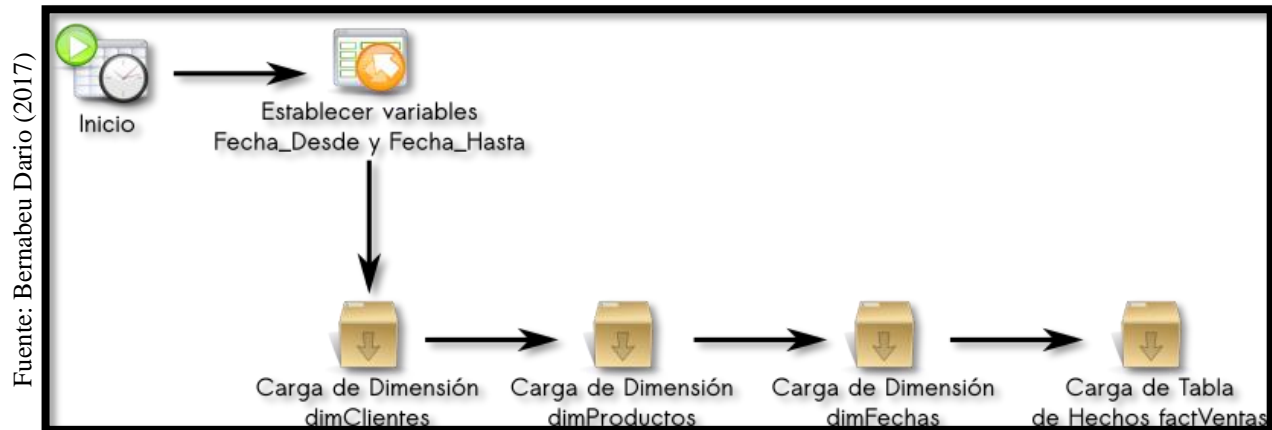 Fuente: Bernabeu Dario (2017)
Inicio
Establecer variables
Fecha_Desde y Fecha_Hasta
Carga de Dimensión
dimClientes
Carga de Dimensión
dimProductos
Carga de Dimensión
dimFechas
Carga de Tabla
de Hechos factVentas